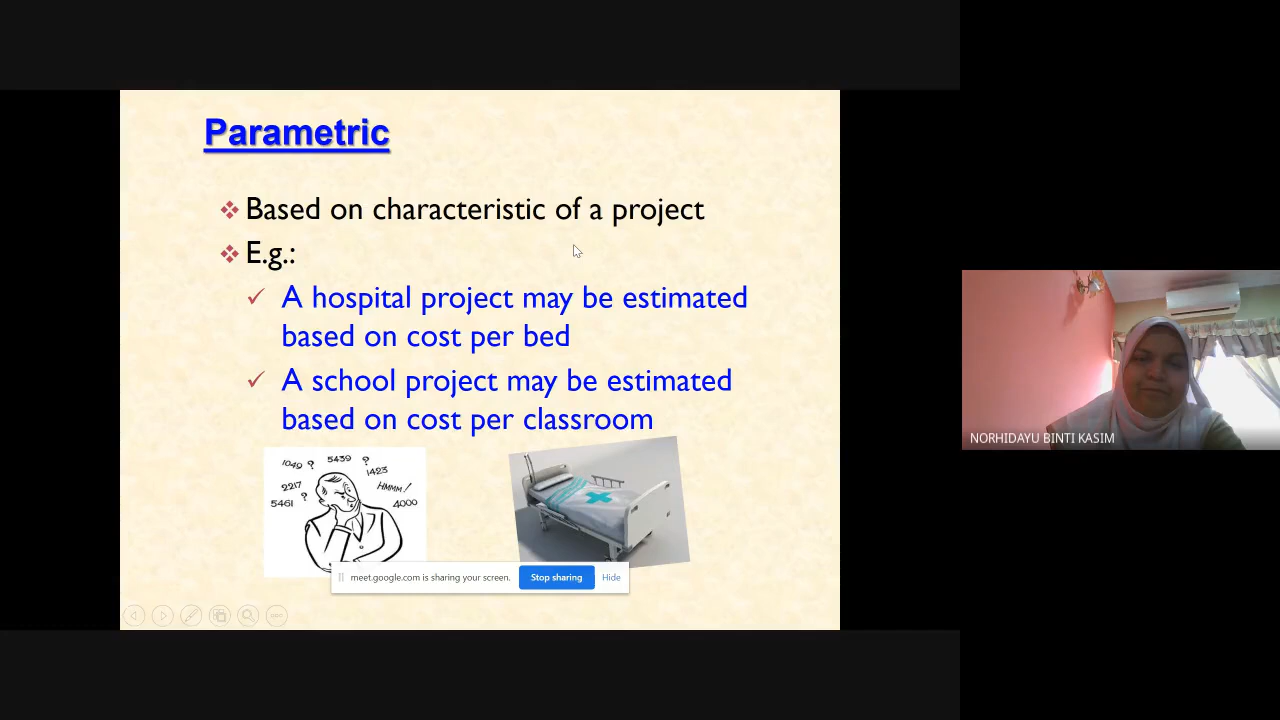 Parametric
Based on characteristic of a project
E.g.:
A hospital project may be estimated
based on cost per bed
A school project may be estimated
based on cost per classroom
1049 ? 5439 ?
1423
2217 ? HMMM!
5461 4000
meet.google.com is sharing your screen. Stop sharing Hide
NORHIDAYU BINTI KASIM